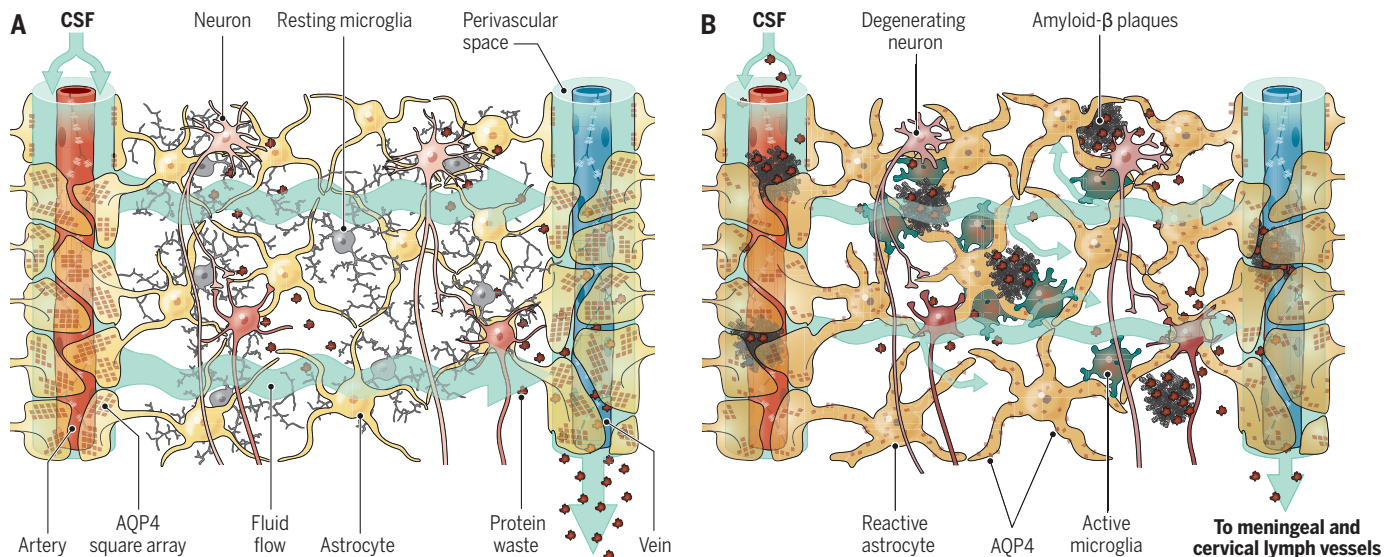 A
CSF
Neuron
Resting microglia
Perivascular
space
Artery
AQP4
square array
Fluid
flow
Astrocyte
Protein
waste
Vein
B
CSF
Degenerating
neuron
Amyloid-β plaques
Reactive
astrocyte
AQP4
Active
microglia
To meningeal and
cervical lymph vessels